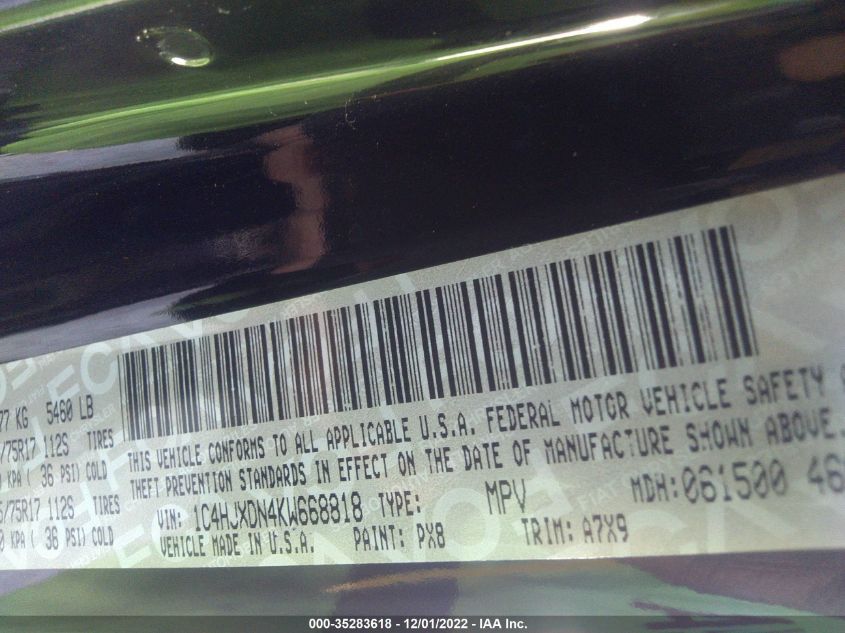 77 KG 5460 LB
/75R17 112S TIRES
KPA ( 36 PSI) COLD
/75R17 112S TIRES
0 KPA ( 36 PSI) COLD
THIS VEHICLE CONFORMS TO ALL APPLICABLE U.S.A. FEDERAL MOTOR VEHICLE SAFETY
THEFT PREVENTION STANDARDS IN EFFECT ON THE DATE OF MANUFACTURE SHOWN ABOVE.
VIN: 1C4HJXDN4KW668818 TYPE: MPV MDH:061500 46
VEHICLE MADE IN U.S.A. PAINT: PX8 TRIM: A7X9
000-35283618 - 12/01/2022 - IAA Inc.